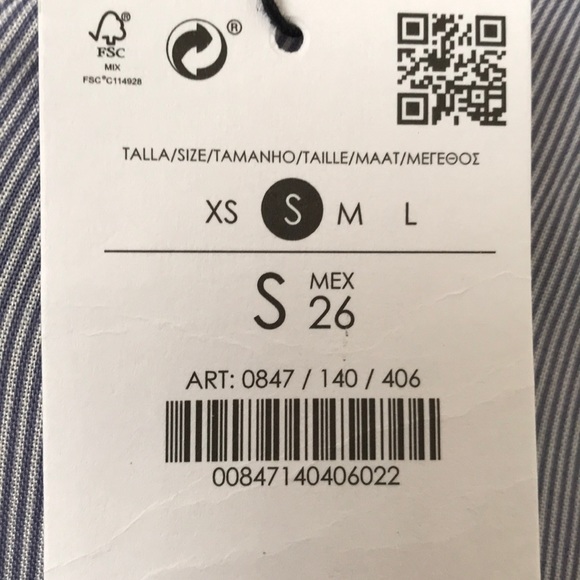 FSC
MIX
FSC® C114928
®
TALLA/SIZE/TAMANHO/TAILLE/MAAT/ΜΕΓΕΘΟΣ
XS S M L
S MEX 26
ART: 0847 / 140 / 406
00847140406022